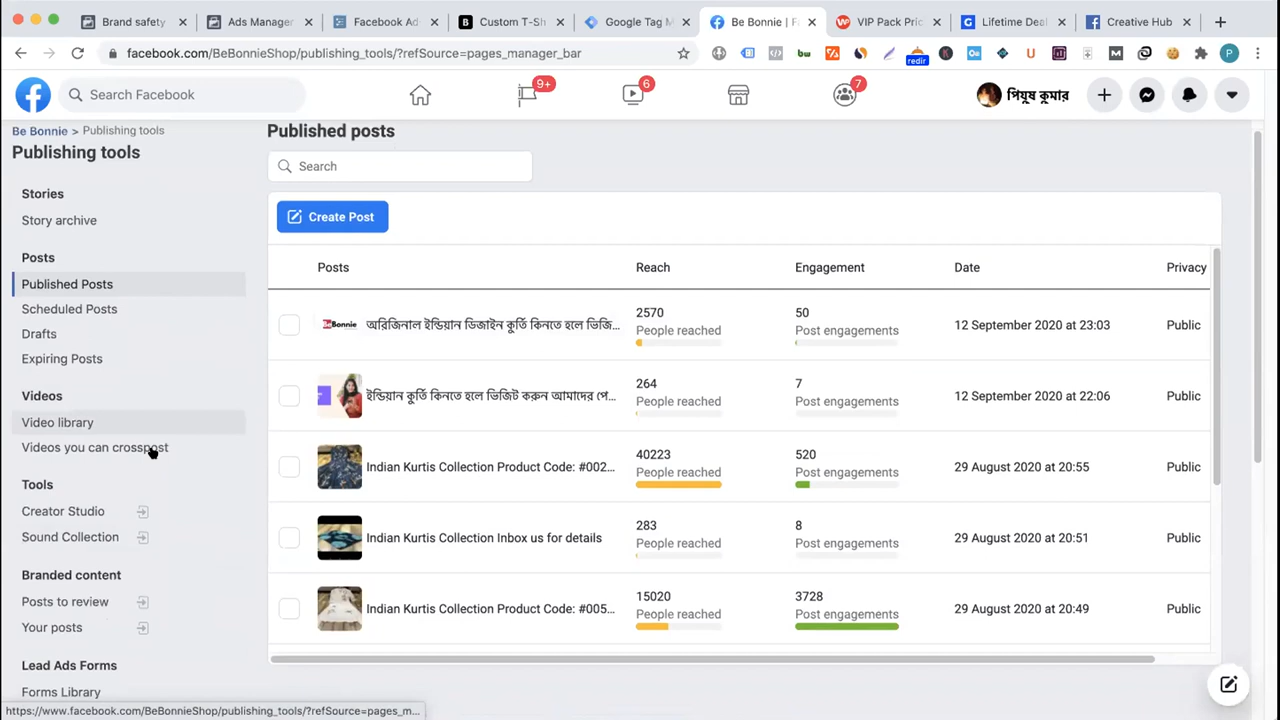 Brand safety
Ads Manager
Facebook Ad
Custom T-Sh
Google Tag M
Be Bonnie | F
VIP Pack Pric
Lifetime Deal
Creative Hub
facebook.com/BeBonnieShop/publishing_tools/?refSource=pages_manager_bar
redir
P
Search Facebook
9+
6
7
পিযুষ কুমার
Be Bonnie > Publishing tools
Publishing tools
Stories
Story archive
Posts
Published Posts
Scheduled Posts
Drafts
Expiring Posts
Videos
Video library
Videos you can crosspost
Tools
Creator Studio
Sound Collection
Branded content
Posts to review
Your posts
Lead Ads Forms
Forms Library
Published posts
Search
Create Post
Posts Reach Engagement Date Privacy
BeBonnie অরিজিনাল ইন্ডিয়ান ডিজাইন কুর্তি কিনতে হলে ভিজি... 2570 People reached 50 Post engagements 12 September 2020 at 23:03 Public
ইন্ডিয়ান কুর্তি কিনতে হলে ভিজিট করুন আমাদের পে... 264 People reached 7 Post engagements 12 September 2020 at 22:06 Public
Indian Kurtis Collection Product Code: #002... 40223 People reached 520 Post engagements 29 August 2020 at 20:55 Public
Indian Kurtis Collection Inbox us for details 283 People reached 8 Post engagements 29 August 2020 at 20:51 Public
Indian Kurtis Collection Product Code: #005... 15020 People reached 3728 Post engagements 29 August 2020 at 20:49 Public
https://www.facebook.com/BeBonnieShop/publishing_tools/?refSource=pages_m...